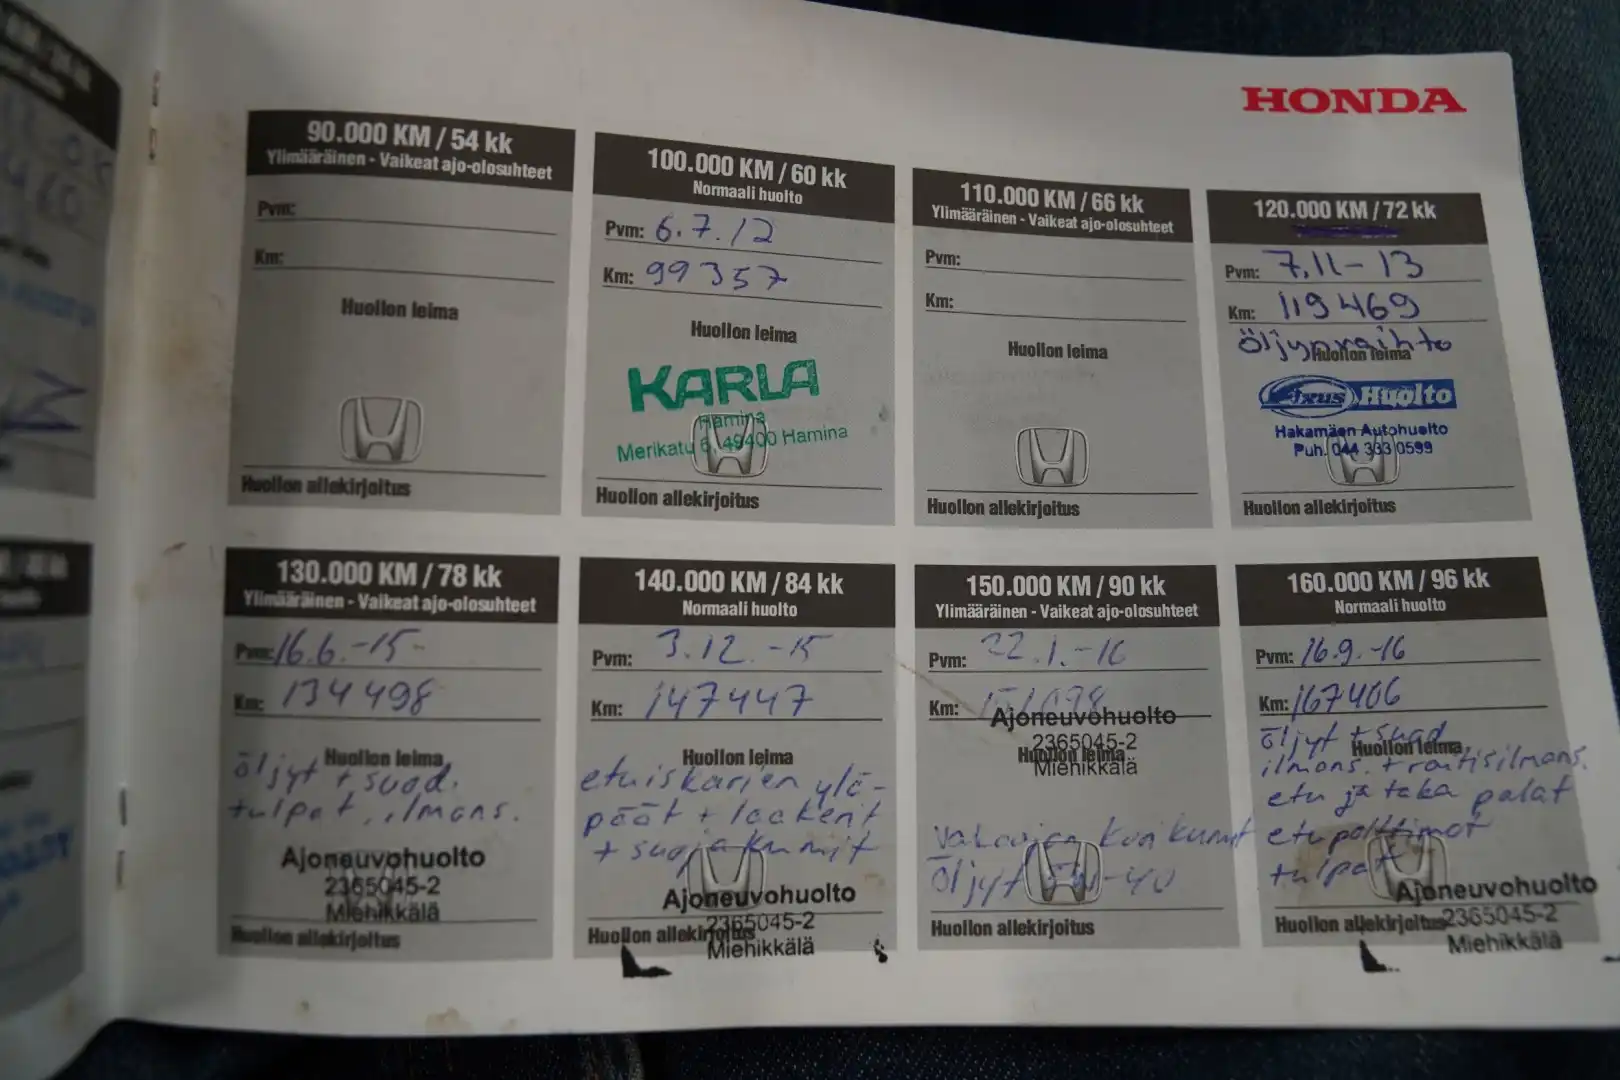 HONDA
90.000 KM / 54 kk
Ylimääräinen - Vaikeat ajo-olosuhteet
Pvm:
Km:
Huollon leima
Huollon allekirjoitus
100.000 KM / 60 kk
Normaali huolto
Pvm: 6.7.12
Km: 99357
Huollon leima
KARLA
Hamina
Merikatu 6, 49400 Hamina
Huollon allekirjoitus
110.000 KM / 66 kk
Ylimääräinen - Vaikeat ajo-olosuhteet
Pvm:
Km:
Huollon leima
Huollon allekirjoitus
120.000 KM / 72 kk
Pvm: 7.11-13
Km: 119469
öljynvaihto
Huollon leima
Fixus Huolto
Hakamäen Autohuolto
Puh. 044 333 0599
Huollon allekirjoitus
130.000 KM / 78 kk
Ylimääräinen - Vaikeat ajo-olosuhteet
Pvm: 16.6.-15
Km: 134498
Huollon leima
öljyt + suod.
tulpat, ilmans.
Ajoneuvohuolto
2365045-2
Miehikkälä
Huollon allekirjoitus
140.000 KM / 84 kk
Normaali huolto
Pvm: 3.12.-15
Km: 147447
Huollon leima
etuiskarien ylä-
päät + laakerit
+ suojakumit
Ajoneuvohuolto
2365045-2
Huollon allekirjoitus
Miehikkälä
150.000 KM / 90 kk
Ylimääräinen - Vaikeat ajo-olosuhteet
Pvm: 22.1.-16
Km:
Ajoneuvohuolto
2365045-2
Huollon leima
Miehikkälä
öljyt
Huollon allekirjoitus
160.000 KM / 96 kk
Normaali huolto
Pvm: 16.9.-16
Km: 167406
öljyt + suod
Huollon leima
ilmans. + raitisilmans.
etu ja taka palat
etupolttimot
tulpat
Ajoneuvohuolto
Huollon allekirjoitus 2365045-2
Miehikkälä